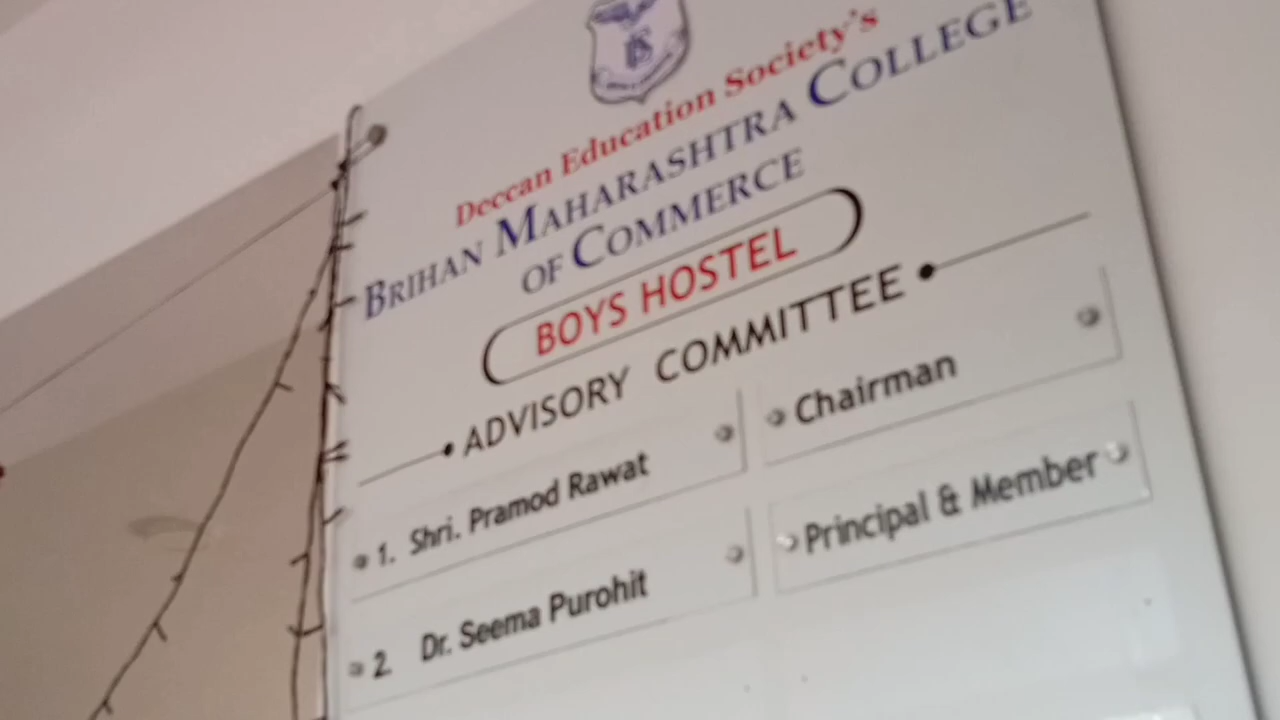 Deccan Education Society's
BRIHAN MAHARASHTRA COLLEGE
OF COMMERCE
BOYS HOSTEL
ADVISORY COMMITTEE
1. Shri. Pramod Rawat Chairman
2. Dr. Seema Purohit Principal & Member